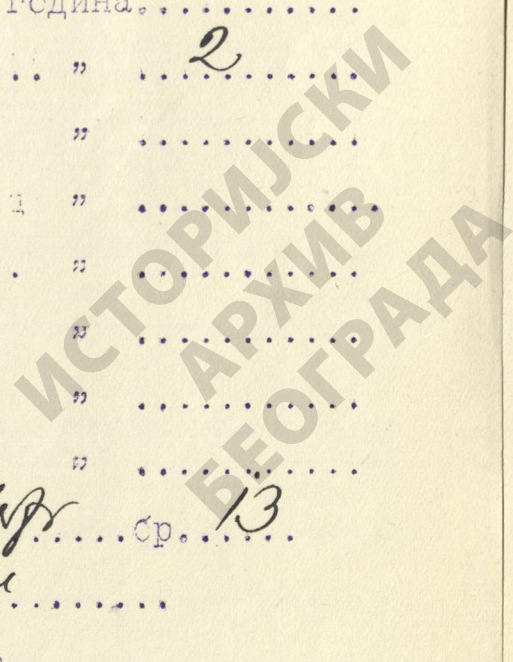 година...........
.. " 2 ...........
" ...........
" ............
. " ...........
" ...........
" ...........
" ...........
..... бр. 13 ......
........
ИСТОРИЈСКИ
АРХИВ
БЕОГРАДА